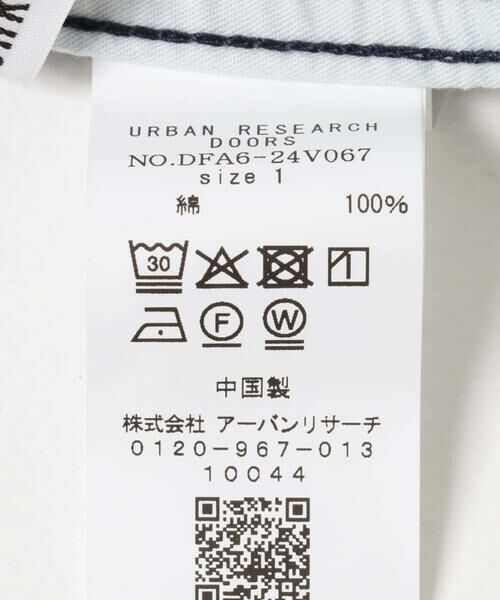 URBAN RESEARCH
DOORS
NO.DFA6-24V067
size 1
綿 100%
30
F W
中国製
株式会社 アーバンリサーチ
0120-967-013
10044